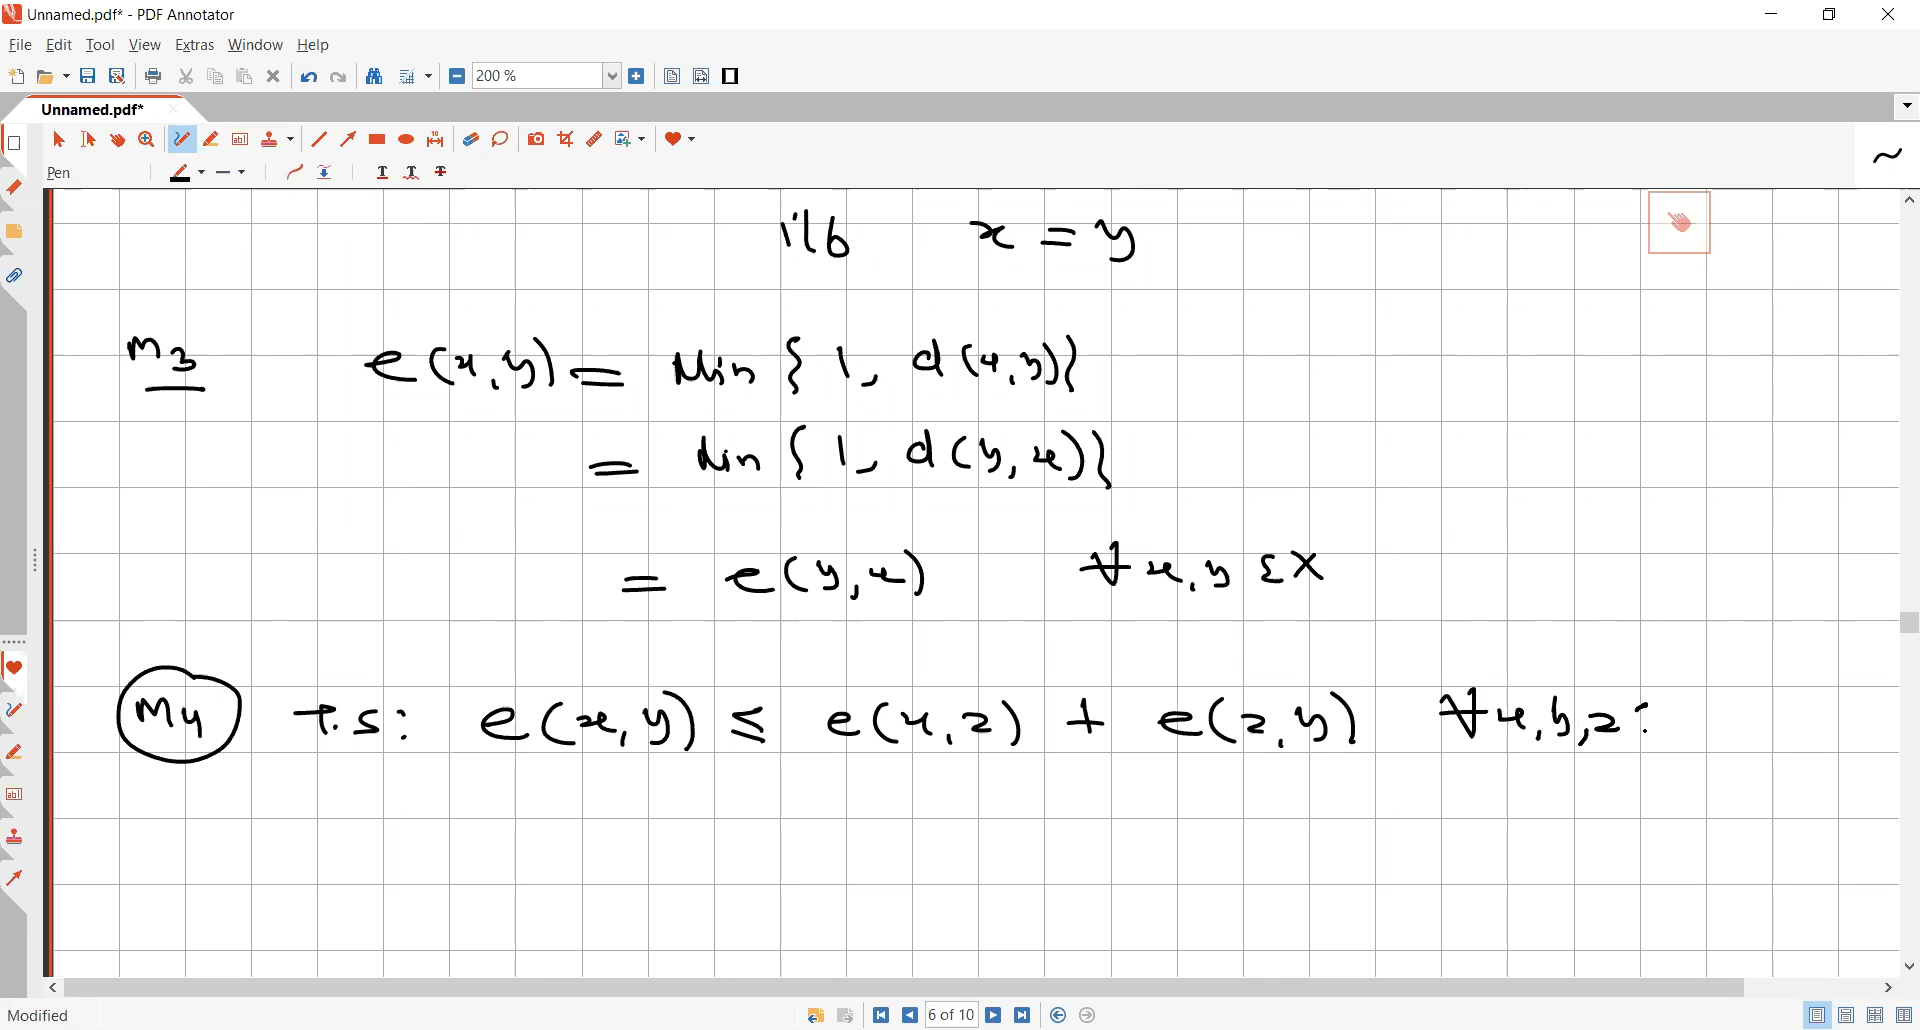 Unnamed.pdf* - PDF Annotator
File Edit Tool View Extras Window Help
200 %
Unnamed.pdf*
Pen
iff x = y
M3 e(x,y) = Min { 1, d(x,y)}
= Min { 1, d(y,x)}
= e(y,x) ∀ x,y ∈ X
M4 T.S: e(x,y) ≤ e(x,z) + e(z,y) ∀ x,y,z :
Modified
6 of 10